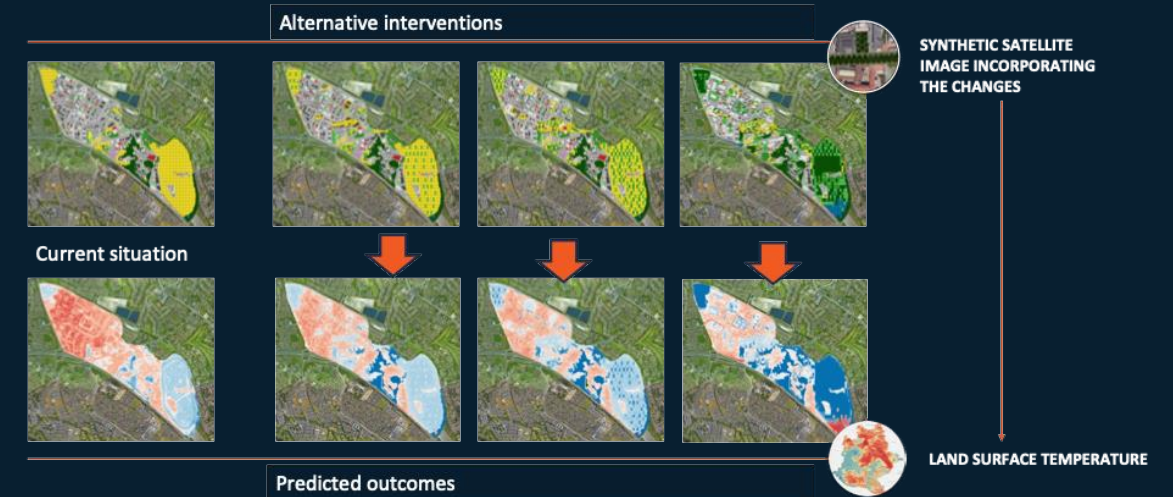 Alternative interventions
SYNTHETIC SATELLITE
IMAGE INCORPORATING
THE CHANGES
Current situation
LAND SURFACE TEMPERATURE
Predicted outcomes